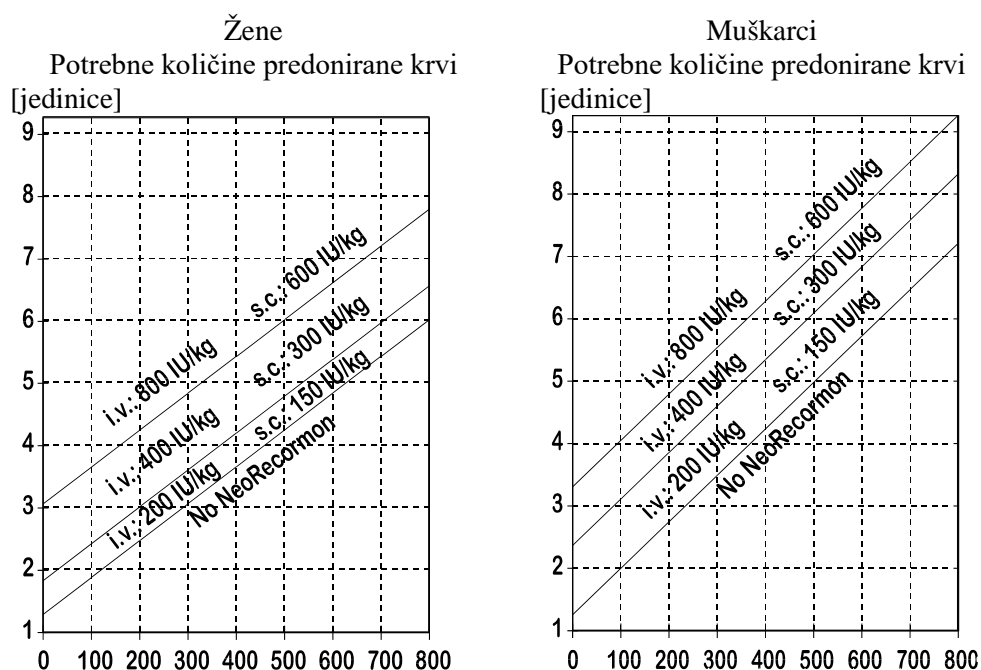 Žene
Potrebne količine predonirane krvi
[jedinice]
9
8
7
6
5
4
3
2
1
s.c.: 600 IU/kg
i.v.: 800 IU/kg
s.c.: 300 IU/kg
i.v.: 400 IU/kg
s.c.: 150 IU/kg
i.v.: 200 IU/kg
No NeoRecormon
0 100 200 300 400 500 600 700 800
Muškarci
Potrebne količine predonirane krvi
[jedinice]
9
8
7
6
5
4
3
2
1
s.c.: 600 IU/kg
i.v.: 800 IU/kg
s.c.: 300 IU/kg
i.v.: 400 IU/kg
s.c.: 150 IU/kg
i.v.: 200 IU/kg
No NeoRecormon
0 100 200 300 400 500 600 700 800